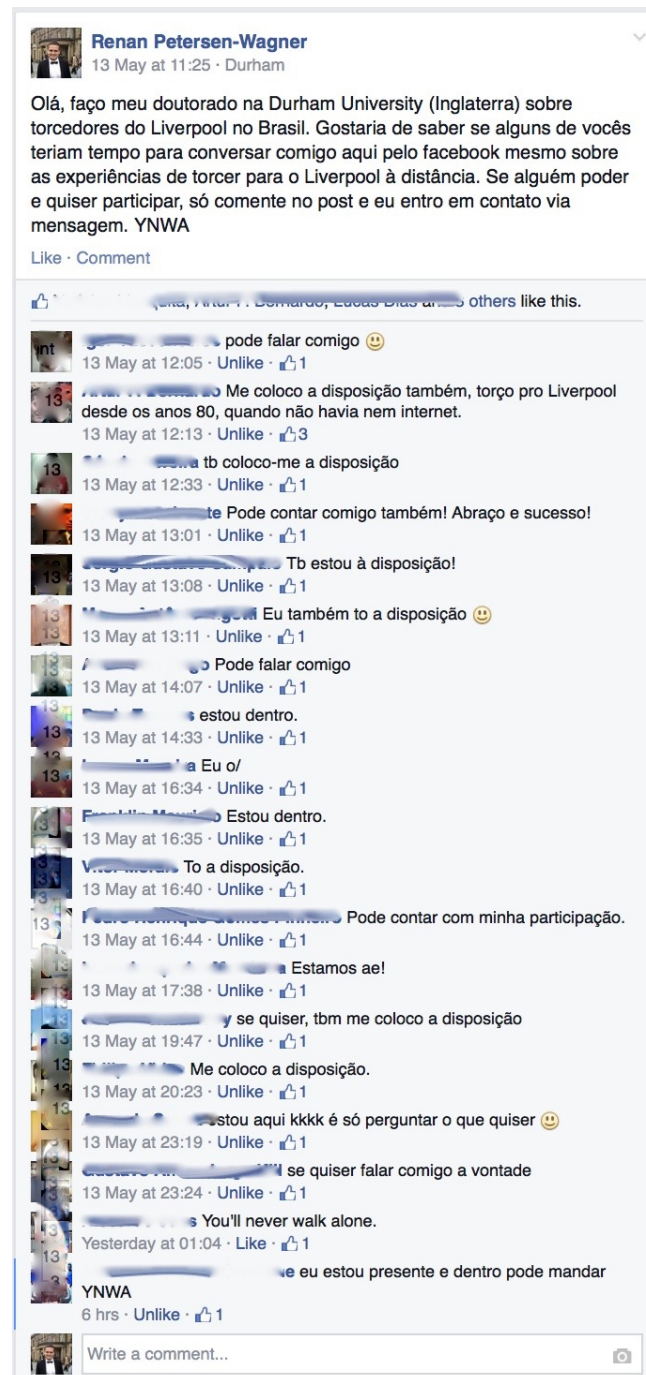 Renan Petersen-Wagner
13 May at 11:25 · Durham
Olá, faço meu doutorado na Durham University (Inglaterra) sobre
torcedores do Liverpool no Brasil. Gostaria de saber se alguns de vocês
teriam tempo para conversar comigo aqui pelo facebook mesmo sobre
as experiências de torcer para o Liverpool à distância. Se alguém poder
e quiser participar, só comente no post e eu entro em contato via
mensagem. YNWA
Like · Comment
others like this.
pode falar comigo 🙂
13 May at 12:05 · Unlike · 1
Me coloco a disposição também, torço pro Liverpool
desde os anos 80, quando não havia nem internet.
13 May at 12:13 · Unlike · 3
tb coloco-me a disposição
13 May at 12:33 · Unlike · 1
Pode contar comigo também! Abraço e sucesso!
13 May at 13:01 · Unlike · 1
Tb estou à disposição!
13 May at 13:08 · Unlike · 1
Eu também to a disposição 🙂
13 May at 13:11 · Unlike · 1
Pode falar comigo
13 May at 14:07 · Unlike · 1
estou dentro.
13 May at 14:33 · Unlike · 1
Eu o/
13 May at 16:34 · Unlike · 1
Estou dentro.
13 May at 16:35 · Unlike · 1
To a disposição.
13 May at 16:40 · Unlike · 1
Pode contar com minha participação.
13 May at 16:44 · Unlike · 1
Estamos ae!
13 May at 17:38 · Unlike · 1
se quiser, tbm me coloco a disposição
13 May at 19:47 · Unlike · 1
Me coloco a disposição.
13 May at 20:23 · Unlike · 1
estou aqui kkkk é só perguntar o que quiser 🙂
13 May at 23:19 · Unlike · 1
se quiser falar comigo a vontade
13 May at 23:24 · Unlike · 1
You'll never walk alone.
Yesterday at 01:04 · Like · 1
eu estou presente e dentro pode mandar
YNWA
6 hrs · Unlike · 1
Write a comment...